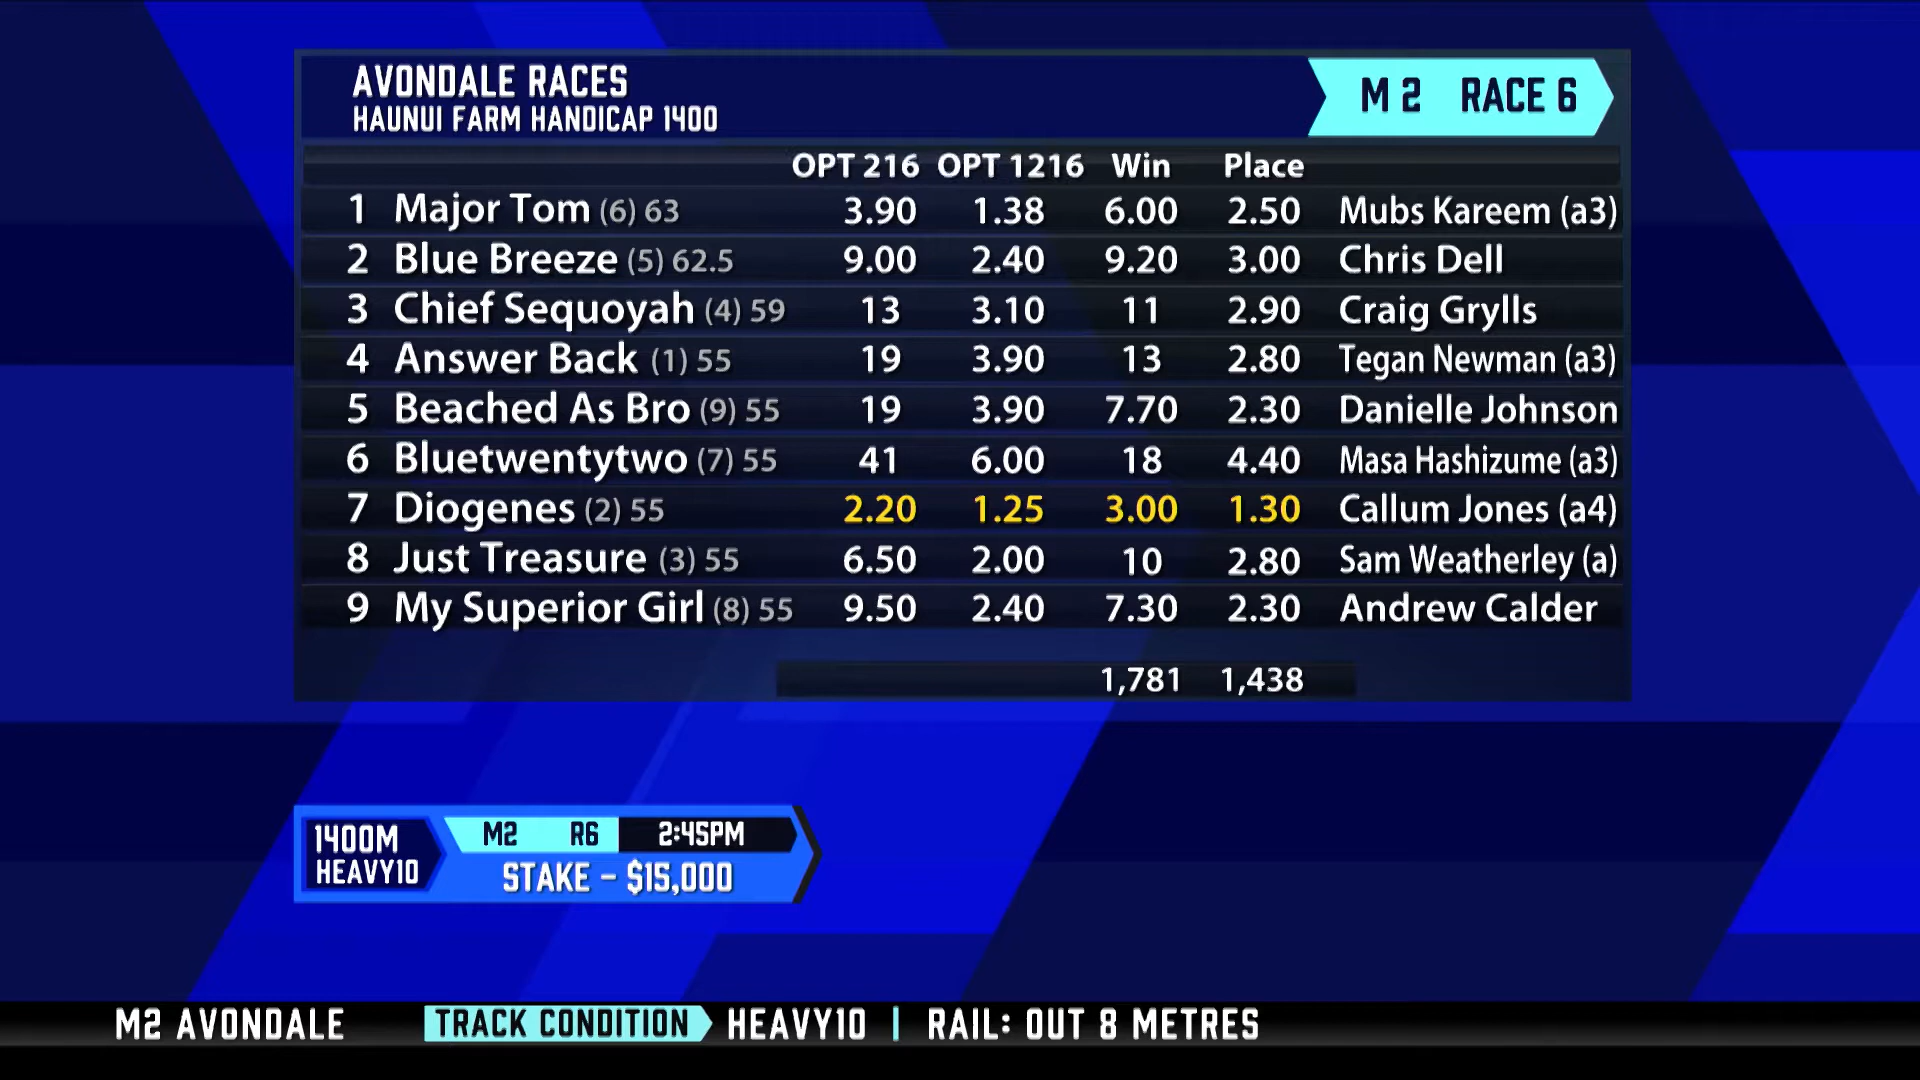 AVONDALE RACES
HAUNUI FARM HANDICAP 1400
M 2 RACE 6
OPT 216 OPT 1216 Win Place
1 Major Tom (6) 63 3.90 1.38 6.00 2.50 Mubs Kareem (a3)
2 Blue Breeze (5) 62.5 9.00 2.40 9.20 3.00 Chris Dell
3 Chief Sequoyah (4) 59 13 3.10 11 2.90 Craig Grylls
4 Answer Back (1) 55 19 3.90 13 2.80 Tegan Newman (a3)
5 Beached As Bro (9) 55 19 3.90 7.70 2.30 Danielle Johnson
6 Bluetwentytwo (7) 55 41 6.00 18 4.40 Masa Hashizume (a3)
7 Diogenes (2) 55 2.20 1.25 3.00 1.30 Callum Jones (a4)
8 Just Treasure (3) 55 6.50 2.00 10 2.80 Sam Weatherley (a)
9 My Superior Girl (8) 55 9.50 2.40 7.30 2.30 Andrew Calder
1,781 1,438
1400M
HEAVY10
M2 R6 2:45PM
STAKE - $15,000
M2 AVONDALE TRACK CONDITION HEAVY10 | RAIL: OUT 8 METRES